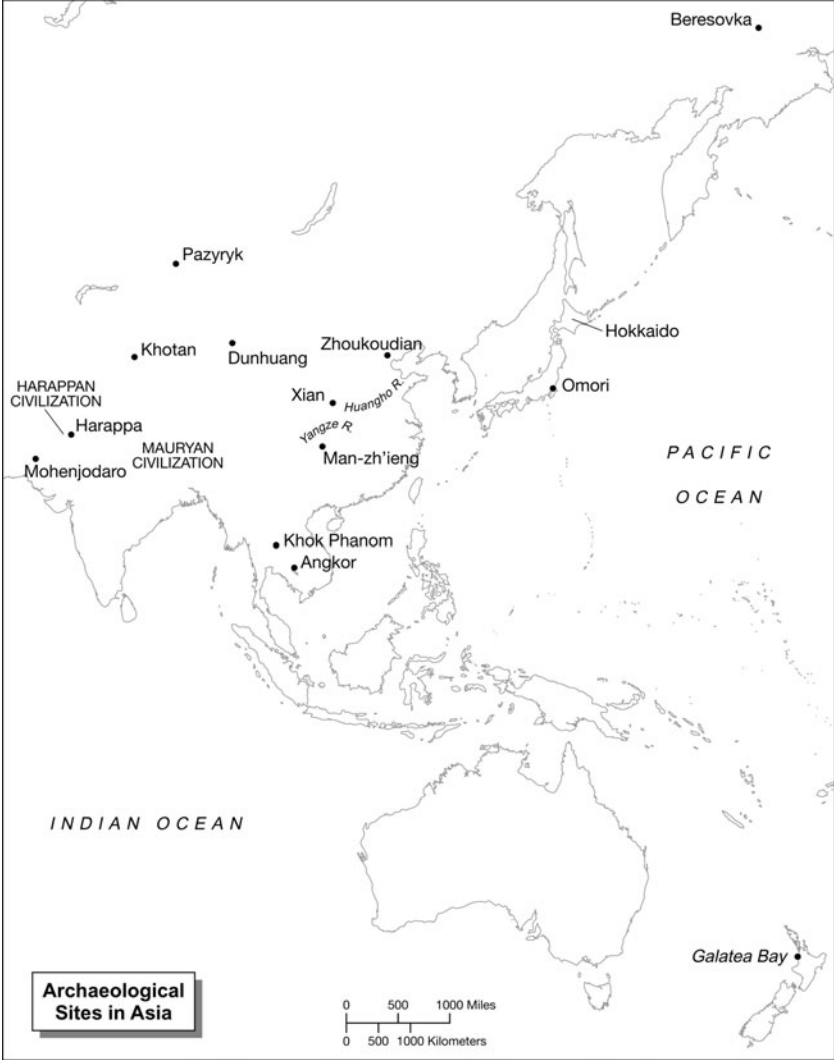 Beresovka
Pazyryk
Hokkaido
Khotan
Dunhuang
Zhoukoudian
Omori
Xian
Huangho R.
HARAPPAN
CIVILIZATION
Harappa
Yangze R.
MAURYAN
CIVILIZATION
Man-zh'ieng
Mohenjodaro
PACIFIC
OCEAN
Khok Phanom
Angkor
INDIAN OCEAN
Galatea Bay
Archaeological
Sites in Asia
0 500 1000 Miles
0 500 1000 Kilometers